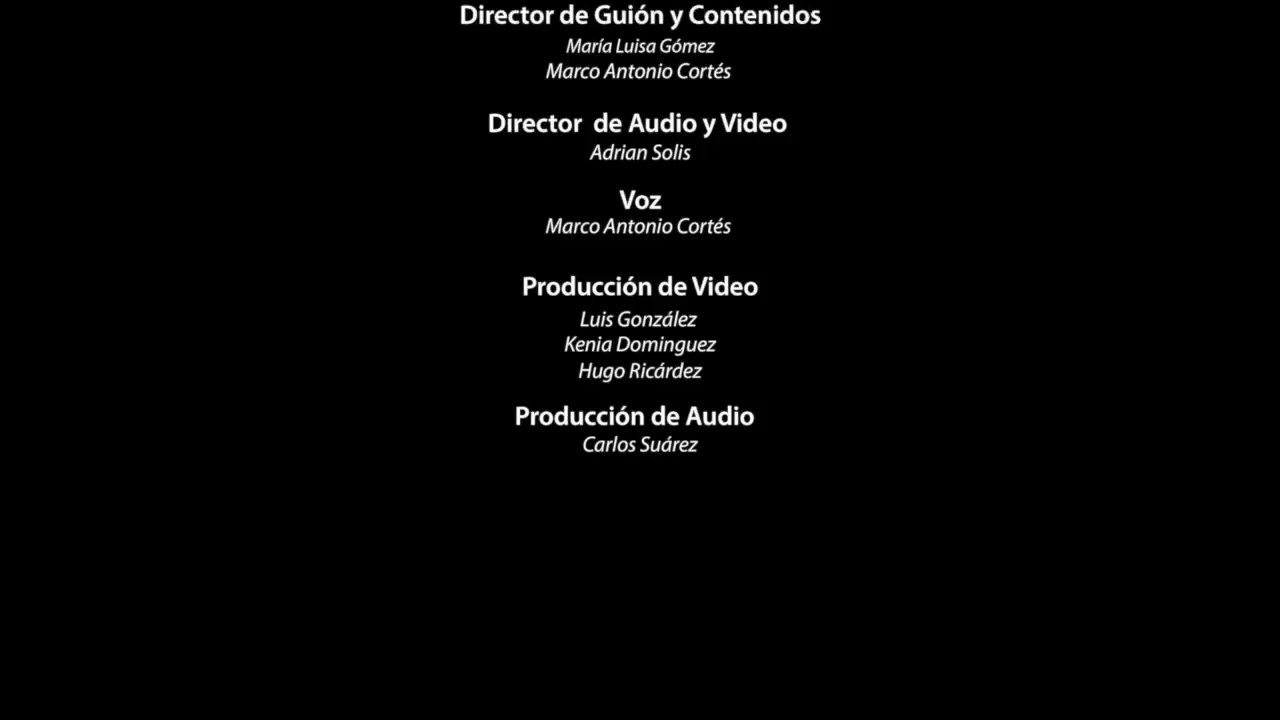 Director de Guión y Contenidos
María Luisa Gómez
Marco Antonio Cortés
Director de Audio y Video
Adrian Solis
Voz
Marco Antonio Cortés
Producción de Video
Luis González
Kenia Dominguez
Hugo Ricárdez
Producción de Audio
Carlos Suárez